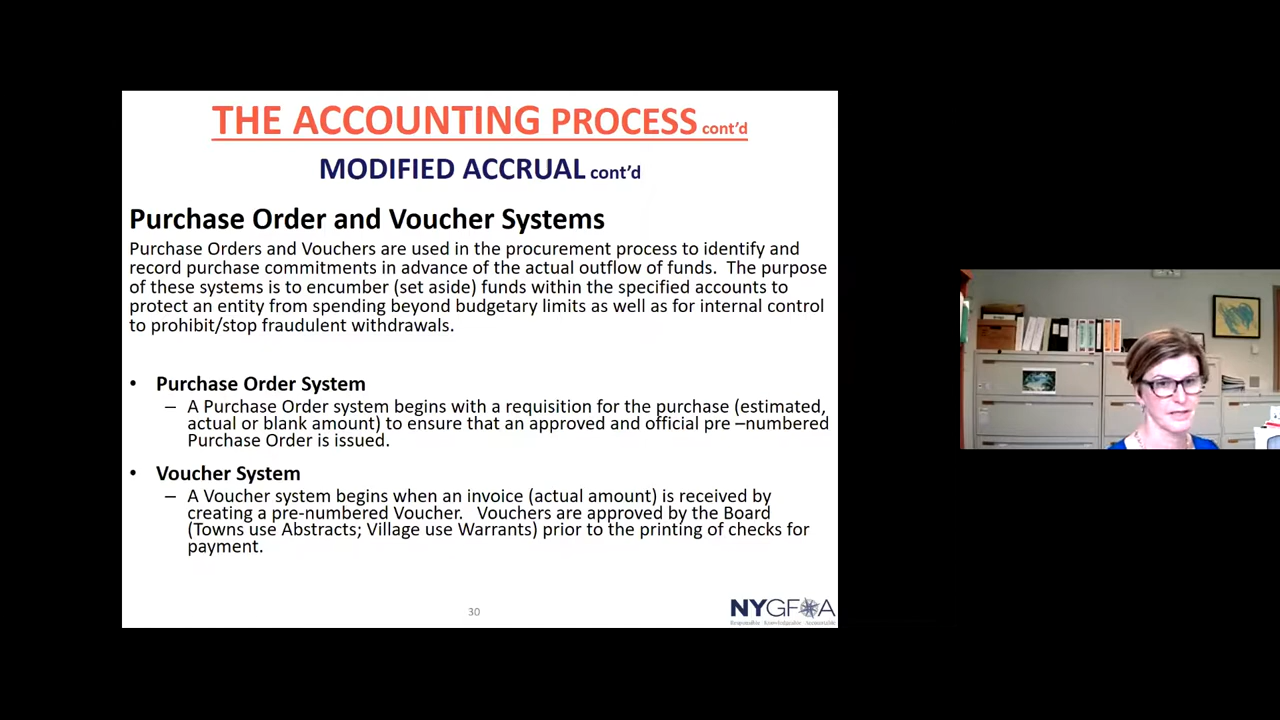 THE ACCOUNTING PROCESS cont'd
MODIFIED ACCRUAL cont'd
Purchase Order and Voucher Systems
Purchase Orders and Vouchers are used in the procurement process to identify and
record purchase commitments in advance of the actual outflow of funds.  The purpose
of these systems is to encumber (set aside) funds within the specified accounts to
protect an entity from spending beyond budgetary limits as well as for internal control
to prohibit/stop fraudulent withdrawals.
• Purchase Order System
– A Purchase Order system begins with a requisition for the purchase (estimated,
actual or blank amount) to ensure that an approved and official pre –numbered
Purchase Order is issued.
• Voucher System
– A Voucher system begins when an invoice (actual amount) is received by
creating a pre-numbered Voucher.   Vouchers are approved by the Board
(Towns use Abstracts; Village use Warrants) prior to the printing of checks for
payment.
30
NYGFOA
Responsible Knowledgeable Accountable